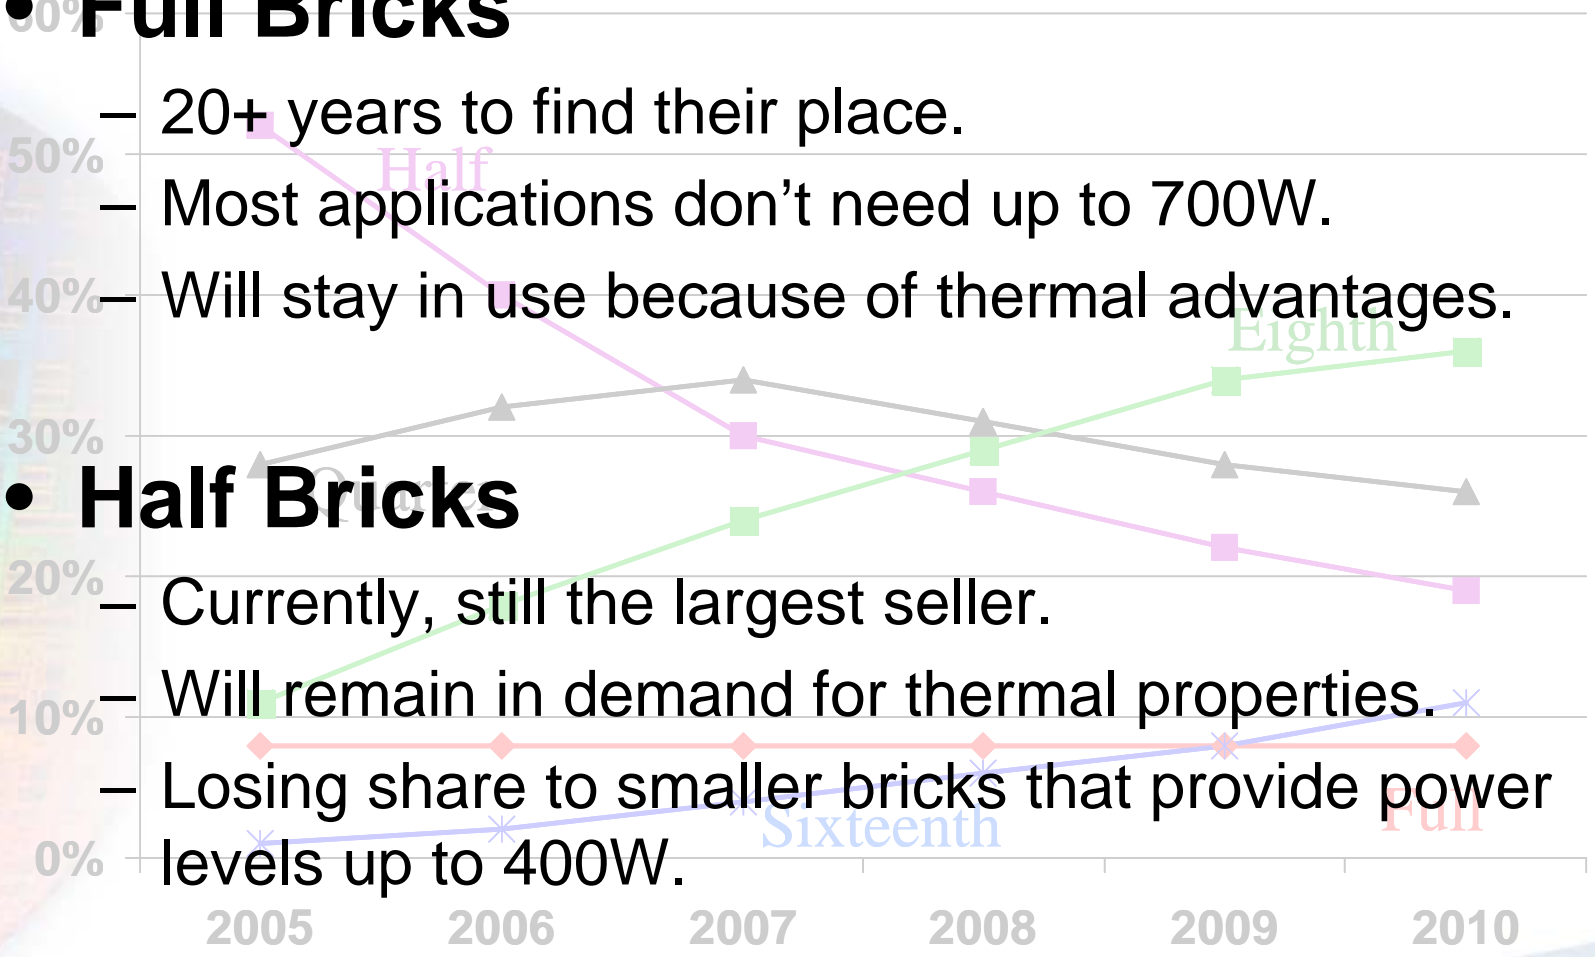 60%
• Full Bricks
– 20+ years to find their place.
50%
Half
– Most applications don’t need up to 700W.
40%
– Will stay in use because of thermal advantages.
Eighth
30%
• Half Bricks
Quarter
20%
– Currently, still the largest seller.
10%
– Will remain in demand for thermal properties.
– Losing share to smaller bricks that provide power
Sixteenth
Full
0%
levels up to 400W.
2005 2006 2007 2008 2009 2010